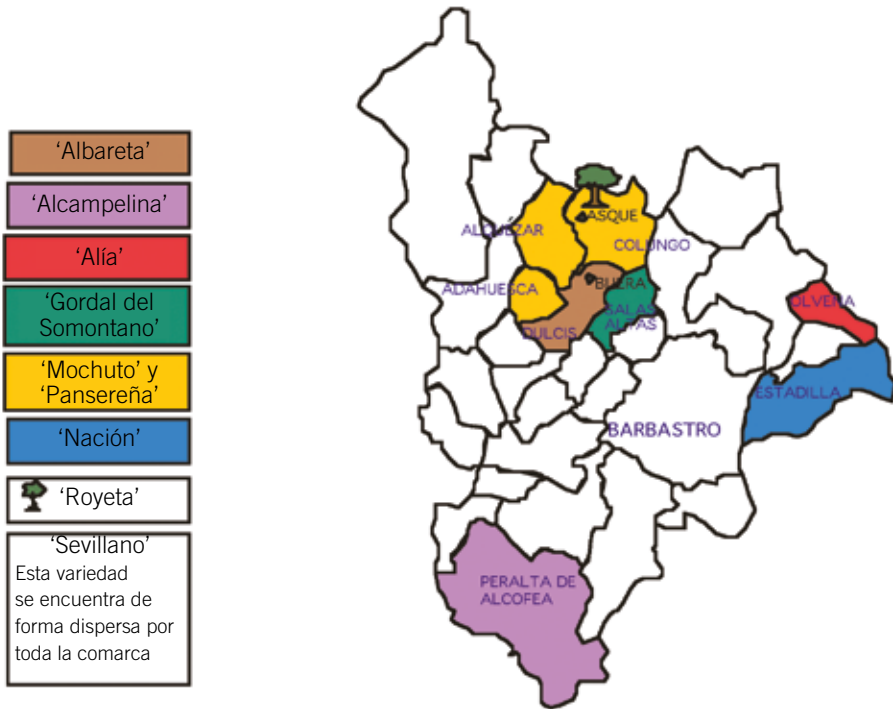 ‘Albareta’
‘Alcampelina’
‘Alía’
‘Gordal del
Somontano’
‘Mochuto’ y
‘Pansereña’
‘Nación’
‘Royeta’
‘Sevillano’
Esta variedad
se encuentra de
forma dispersa por
toda la comarca
ASQUE
ALQUÉZAR
COLUNGO
ADAHUESCA
BUERA
OLVENA
SALAS
ALTAS
DULCIS
ESTADILLA
BARBASTRO
PERALTA DE
ALCOFEA